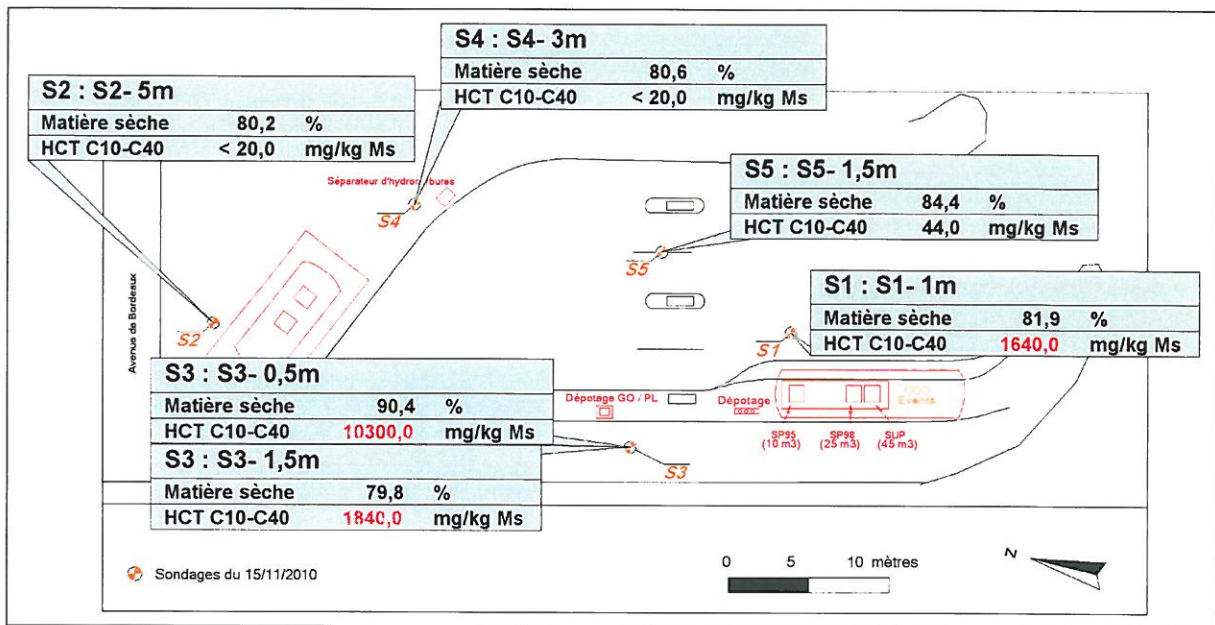 S4 : S4- 3m
Matière sèche 80,6 %
HCT C10-C40 < 20,0 mg/kg Ms
S2 : S2- 5m
Matière sèche 80,2 %
HCT C10-C40 < 20,0 mg/kg Ms
Séparateur d'hydrocarbures
S4
S5 : S5- 1,5m
Matière sèche 84,4 %
HCT C10-C40 44,0 mg/kg Ms
S5
Avenue de Bordeaux
S2
S1 : S1- 1m
Matière sèche 81,9 %
HCT C10-C40 1640,0 mg/kg Ms
S1
S3 : S3- 0,5m
Matière sèche 90,4 %
HCT C10-C40 10300,0 mg/kg Ms
Dépotage GO / PL
Dépotage
Events
SP95 SP98 SUP
(10 m3) (25 m3) (45 m3)
S3 : S3- 1,5m
Matière sèche 79,8 %
HCT C10-C40 1840,0 mg/kg Ms
S3
Sondages du 15/11/2010
0 5 10 mètres
N